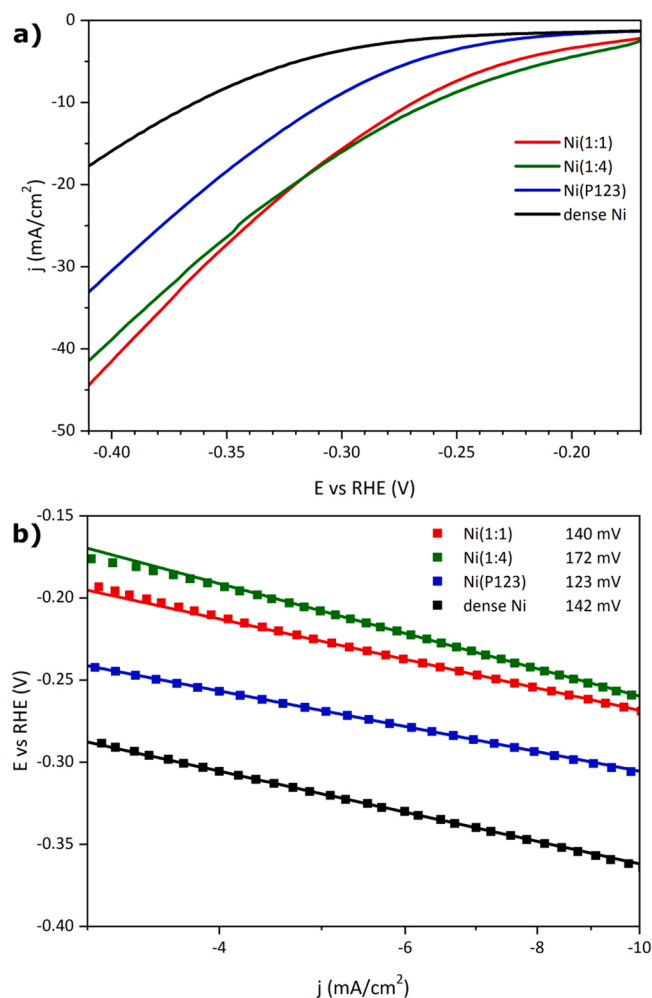 a)
0
-10
-20
-30
-40
-50
j (mA/cm²)
Ni(1:1)
Ni(1:4)
Ni(P123)
dense Ni
-0.40 -0.35 -0.30 -0.25 -0.20
E vs RHE (V)
b)
-0.15
-0.20
-0.25
-0.30
-0.35
-0.40
E vs RHE (V)
Ni(1:1) 140 mV
Ni(1:4) 172 mV
Ni(P123) 123 mV
dense Ni 142 mV
-4 -6 -8 -10
j (mA/cm²)